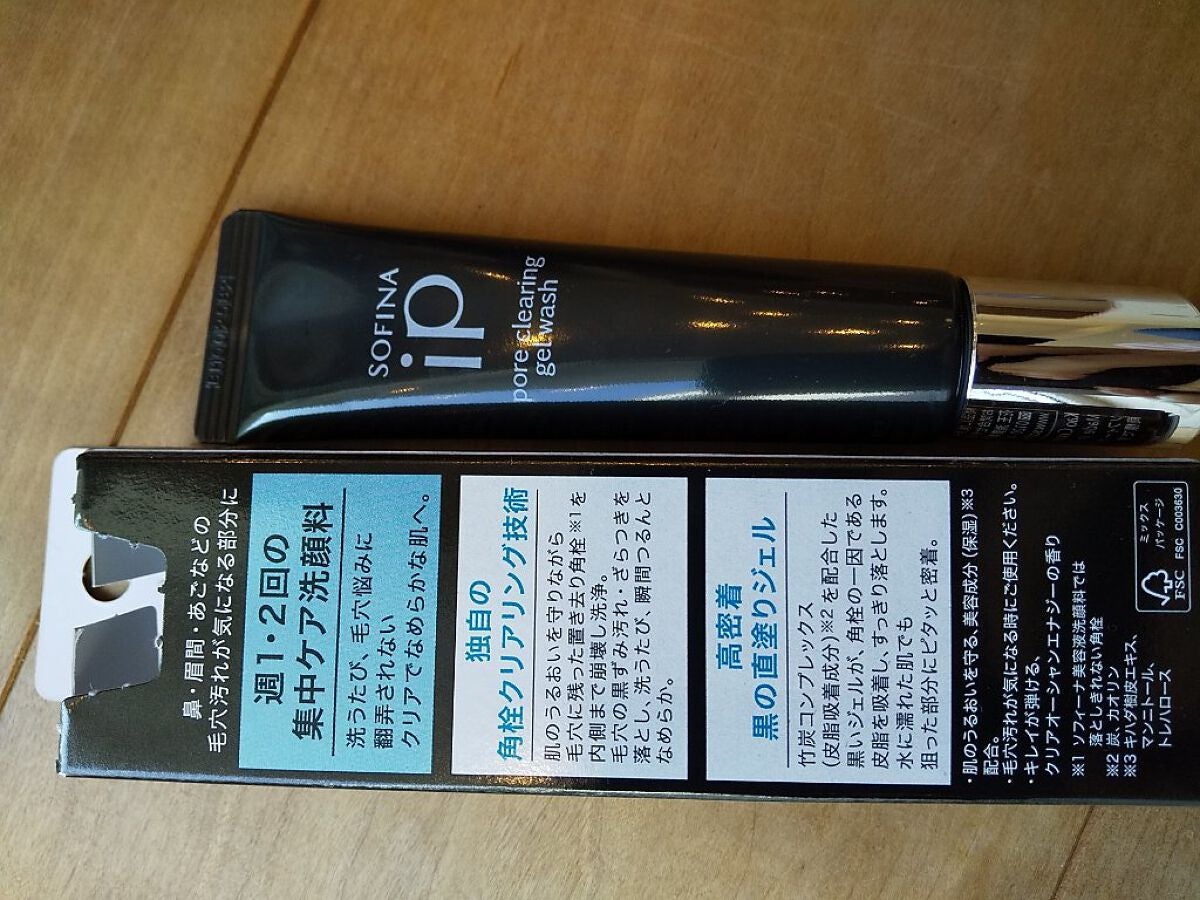 SOFINA
ip
pore clearing
gel wash
鼻・眉間・あごなどの
毛穴汚れが気になる部分に
週1・2回の
集中ケア洗顔料
洗うたび、毛穴悩みに
翻弄されない
クリアでなめらかな肌へ。
独自の
角栓クリアリング技術
肌のうるおいを守りながら
毛穴に残った置き去り角栓※1を
内側まで崩壊し洗浄。
毛穴の黒ずみ汚れ・ざらつきを
落とし、洗うたび、瞬間つるんと
なめらか。
高密着
黒の直塗りジェル
竹炭コンプレックス
(皮脂吸着成分)※2を配合した
黒いジェルが、角栓の一因である
皮脂を吸着し、すっきり落とします。
水に濡れた肌でも
狙った部分にピタッと密着。
・肌のうるおいを守る、美容成分(保湿)※3
配合。
・毛穴汚れが気になる時にご使用ください。
・キレイが弾ける、
クリアオーシャンエナジーの香り
※1 ソフィーナ美容液洗顔料では
落としきれない角栓
※2 炭、カオリン
※3 キハダ樹皮エキス、
マンニトール、
トレハロース
ミックス
パッケージ
FSC
FSC C003630